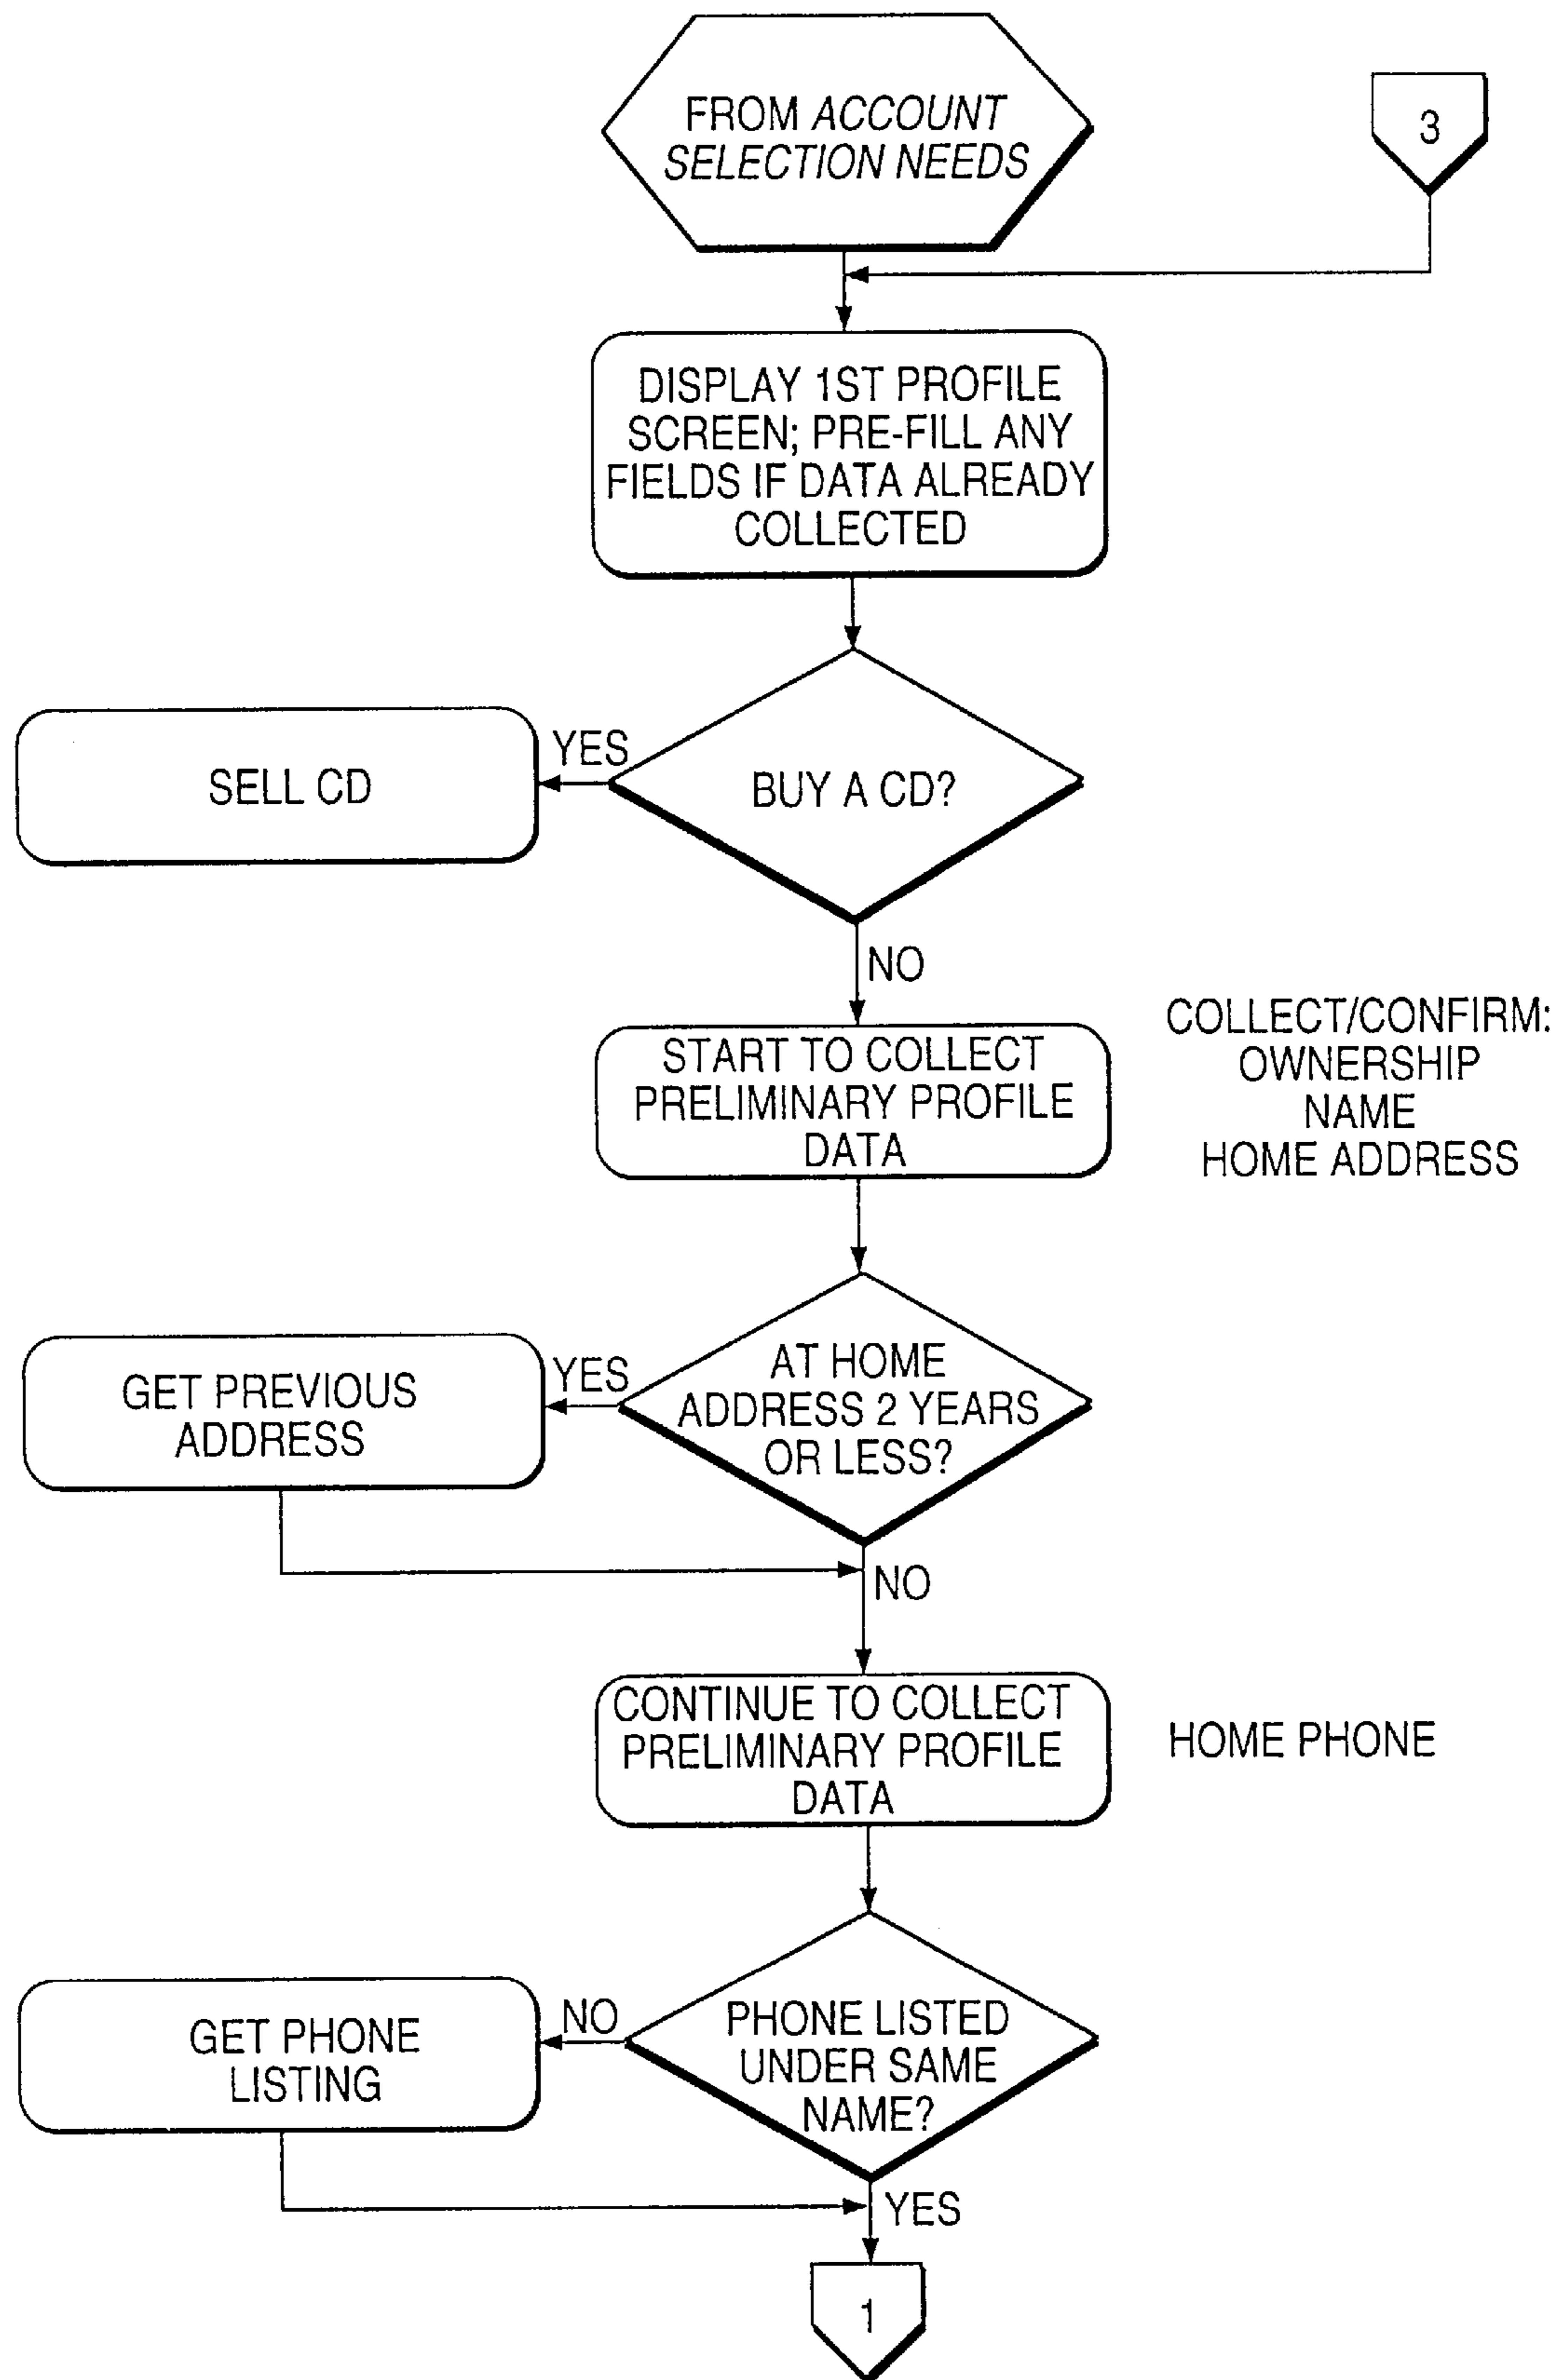 FROM ACCOUNT
SELECTION NEEDS
3
DISPLAY 1ST PROFILE
SCREEN; PRE-FILL ANY
FIELDS IF DATA ALREADY
COLLECTED
YES
SELL CD
BUY A CD?
NO
START TO COLLECT
PRELIMINARY PROFILE
DATA
COLLECT/CONFIRM:
OWNERSHIP
NAME
HOME ADDRESS
GET PREVIOUS
ADDRESS
YES
AT HOME
ADDRESS 2 YEARS
OR LESS?
NO
CONTINUE TO COLLECT
PRELIMINARY PROFILE
DATA
HOME PHONE
GET PHONE
LISTING
NO
PHONE LISTED
UNDER SAME
NAME?
YES
1